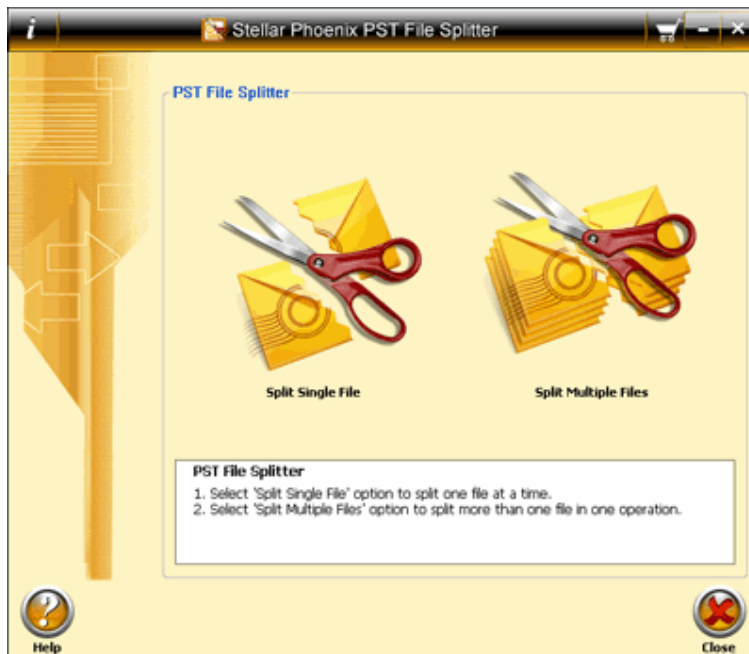 i
Stellar Phoenix PST File Splitter
PST File Splitter
Split Single File
Split Multiple Files
PST File Splitter
1. Select 'Split Single File' option to split one file at a time.
2. Select 'Split Multiple Files' option to split more than one file in one operation.
?
Help
Close